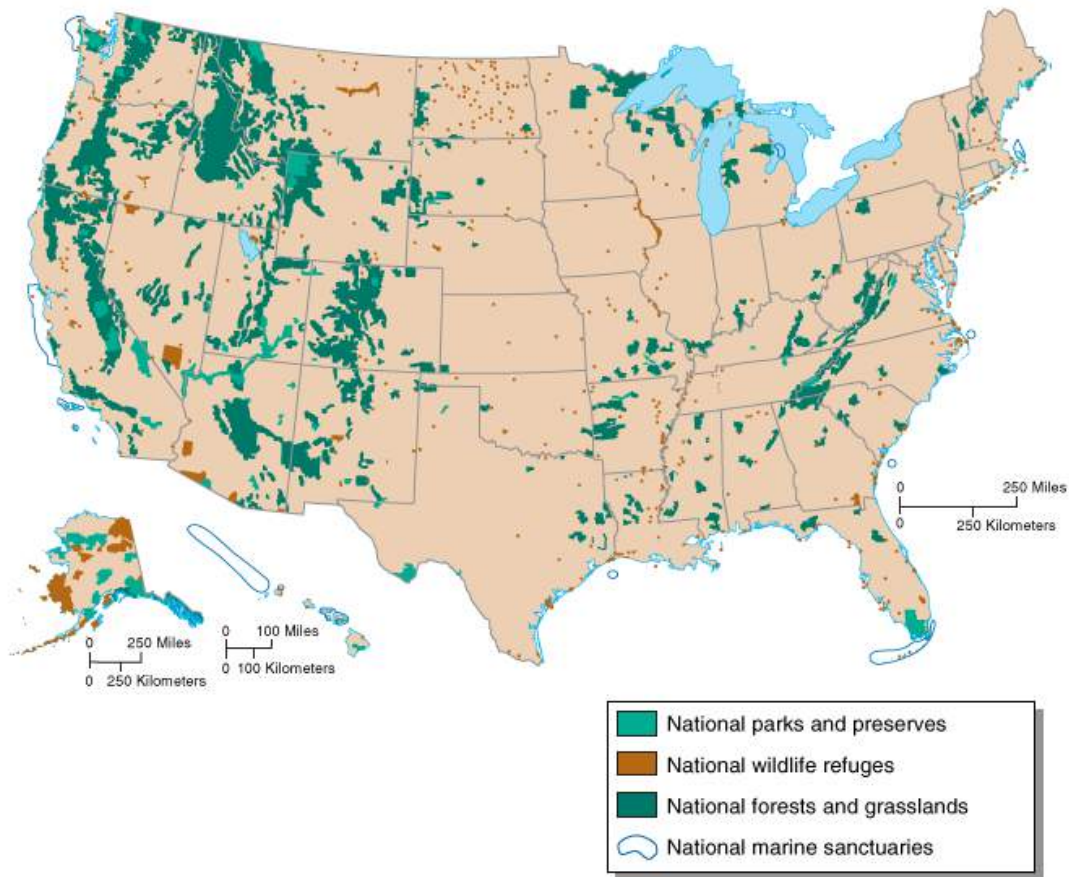 0 250 Miles
0 250 Kilometers
0 250 Miles
0 250 Kilometers
0 100 Miles
0 100 Kilometers
National parks and preserves
National wildlife refuges
National forests and grasslands
National marine sanctuaries